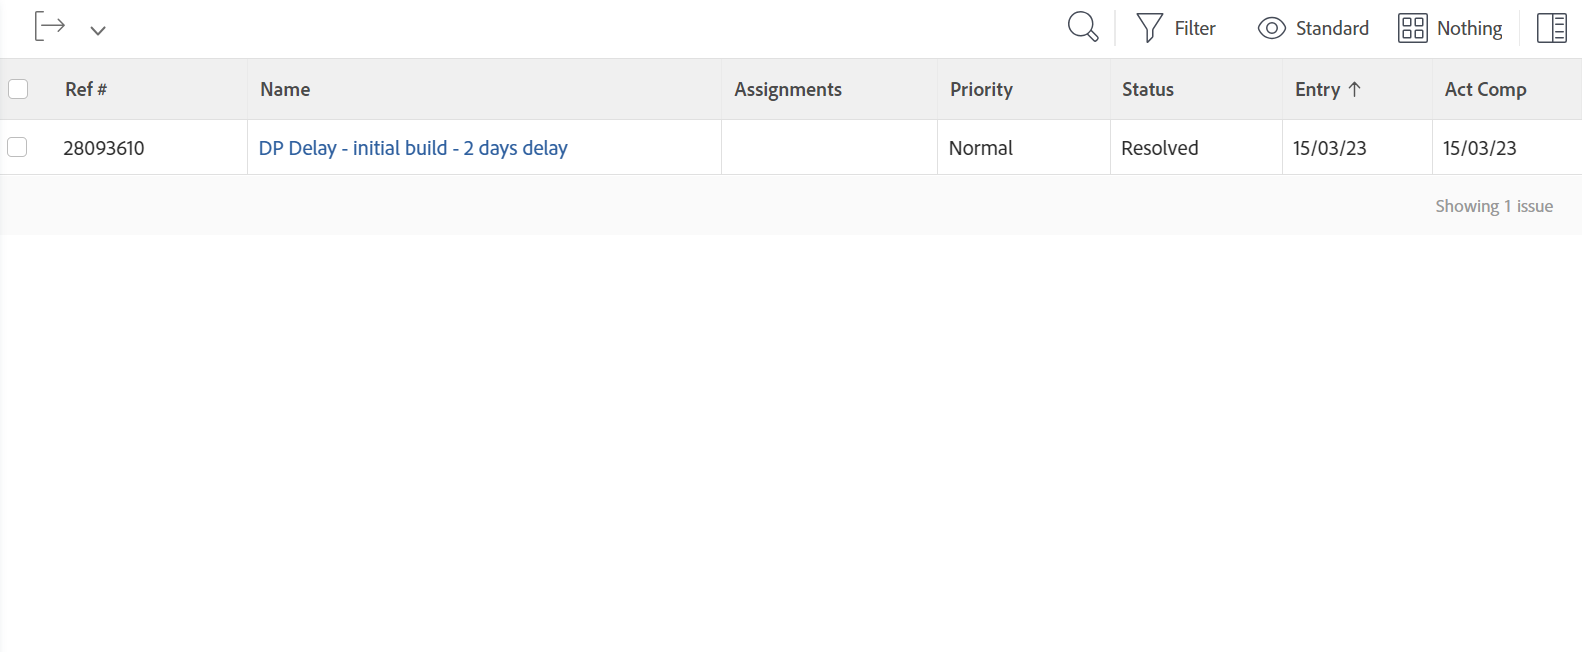 Filter Standard Nothing
Ref # Name Assignments Priority Status Entry Act Comp
28093610 DP Delay - initial build - 2 days delay Normal Resolved 15/03/23 15/03/23
Showing 1 issue